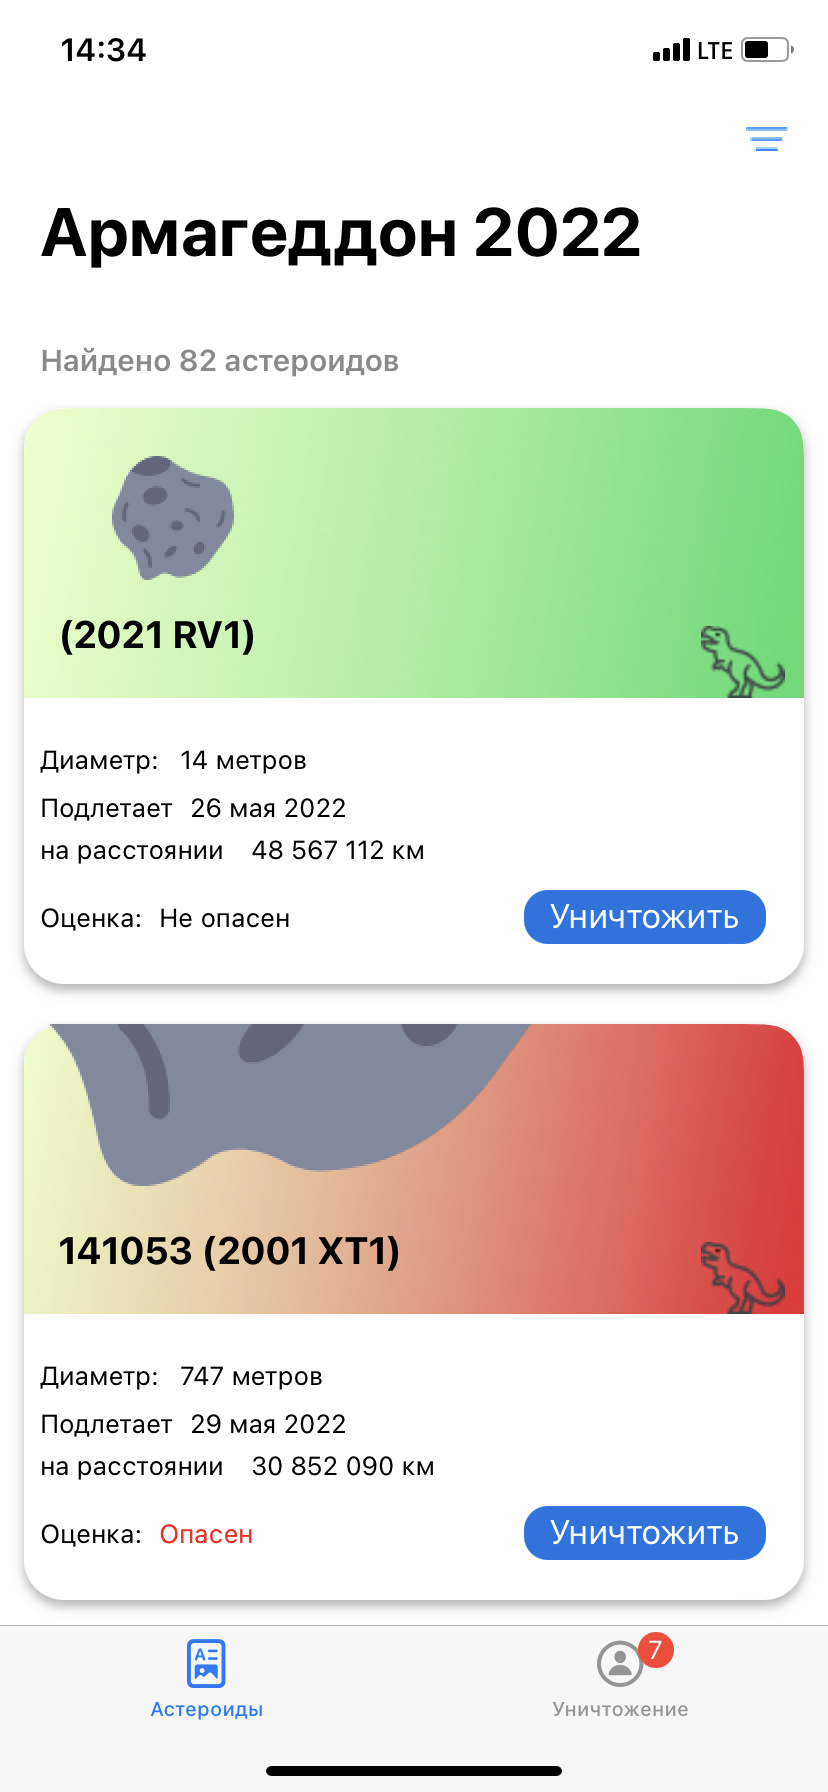 14:34
LTE
Армагеддон 2022
Найдено 82 астероидов
(2021 RV1)
Диаметр: 14 метров
Подлетает 26 мая 2022
на расстоянии 48 567 112 км
Оценка: Не опасен
Уничтожить
141053 (2001 XT1)
Диаметр: 747 метров
Подлетает 29 мая 2022
на расстоянии 30 852 090 км
Оценка: Опасен
Уничтожить
A
7
Астероиды
Уничтожение